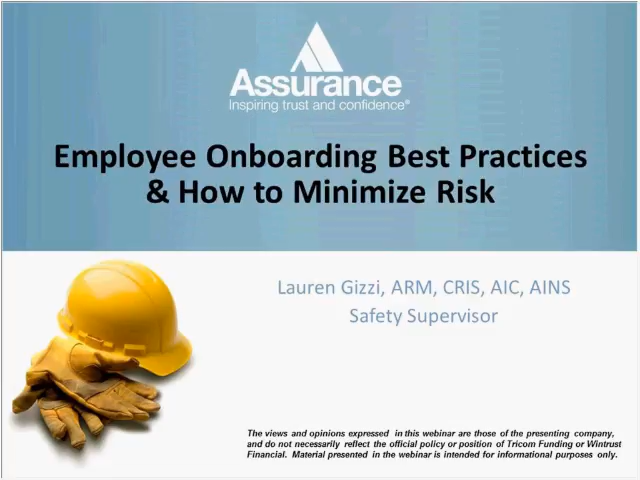 Assurance
Inspiring trust and confidence®
Employee Onboarding Best Practices
& How to Minimize Risk
Lauren Gizzi, ARM, CRIS, AIC, AINS
Safety Supervisor
The views and opinions expressed in this webinar are those of the presenting company,
and do not necessarily reflect the official policy or position of Tricom Funding or Wintrust
Financial. Material presented in the webinar is intended for informational purposes only.